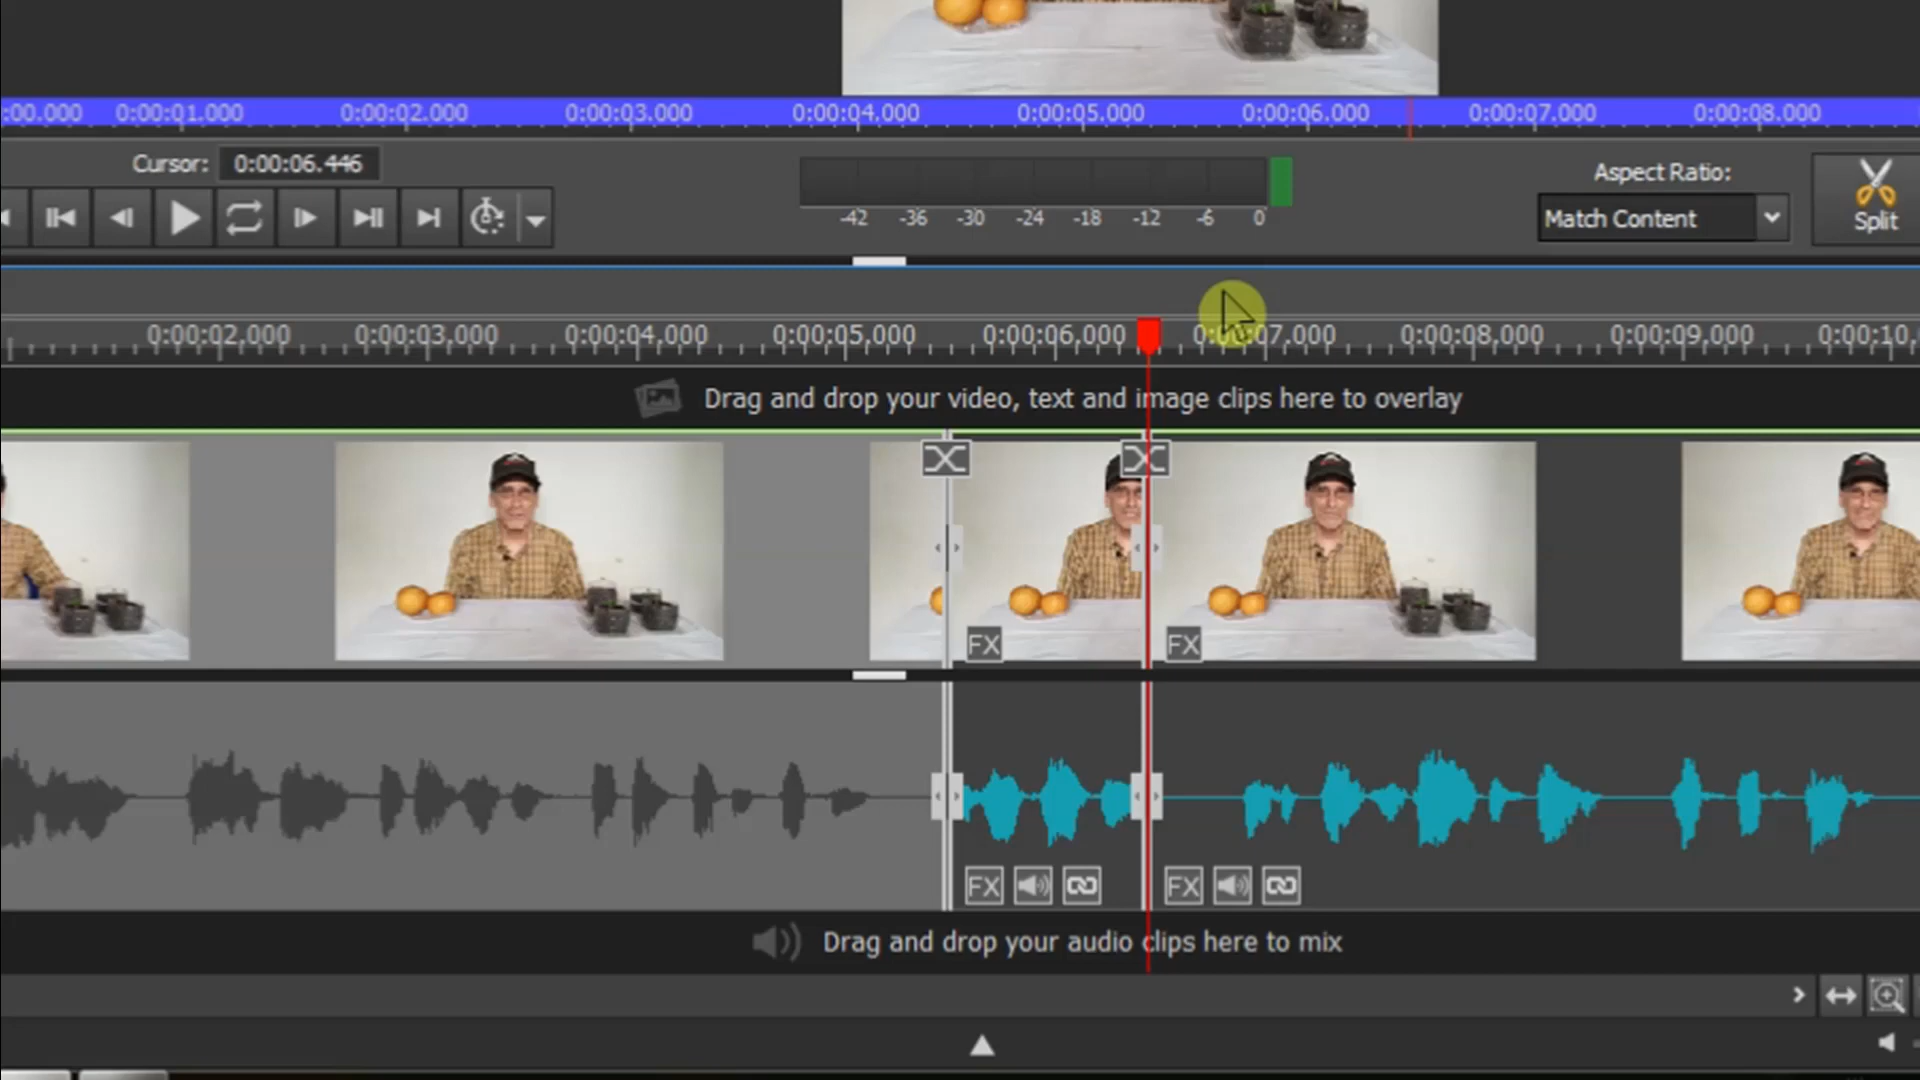 :00.000 0:00:01.000 0:00:02.000 0:00:03.000 0:00:04.000 0:00:05.000 0:00:06.000 0:00:07.000 0:00:08.000
Cursor: 0:00:06.446
Aspect Ratio:
-42 -36 -30 -24 -18 -12 -6 0
Match Content
Split
0:00:02,000 0:00:03,000 0:00:04,000 0:00:05,000 0:00:06,000 0:00:07,000 0:00:08,000 0:00:09,000 0:00:10,
Drag and drop your video, text and image clips here to overlay
FX FX
FX FX
Drag and drop your audio clips here to mix